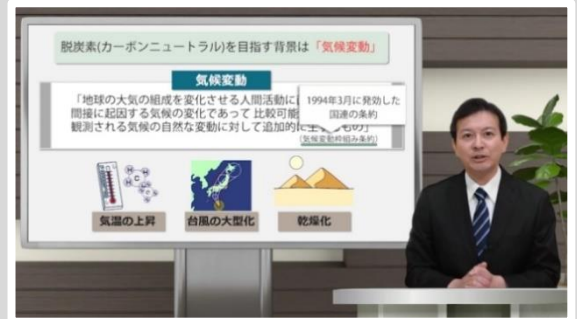 脱炭素(カーボンニュートラル)を目指す背景は「気候変動」
気候変動
「地球の大気の組成を変化させる人間活動に
間接に起因する気候の変化であって 比較可能
観測される気候の自然な変動に対して追加的に生 もの」
(気候変動枠組み条約)
1994年3月に発効した
国連の条約
H C H
気温の上昇
台風の大型化
乾燥化